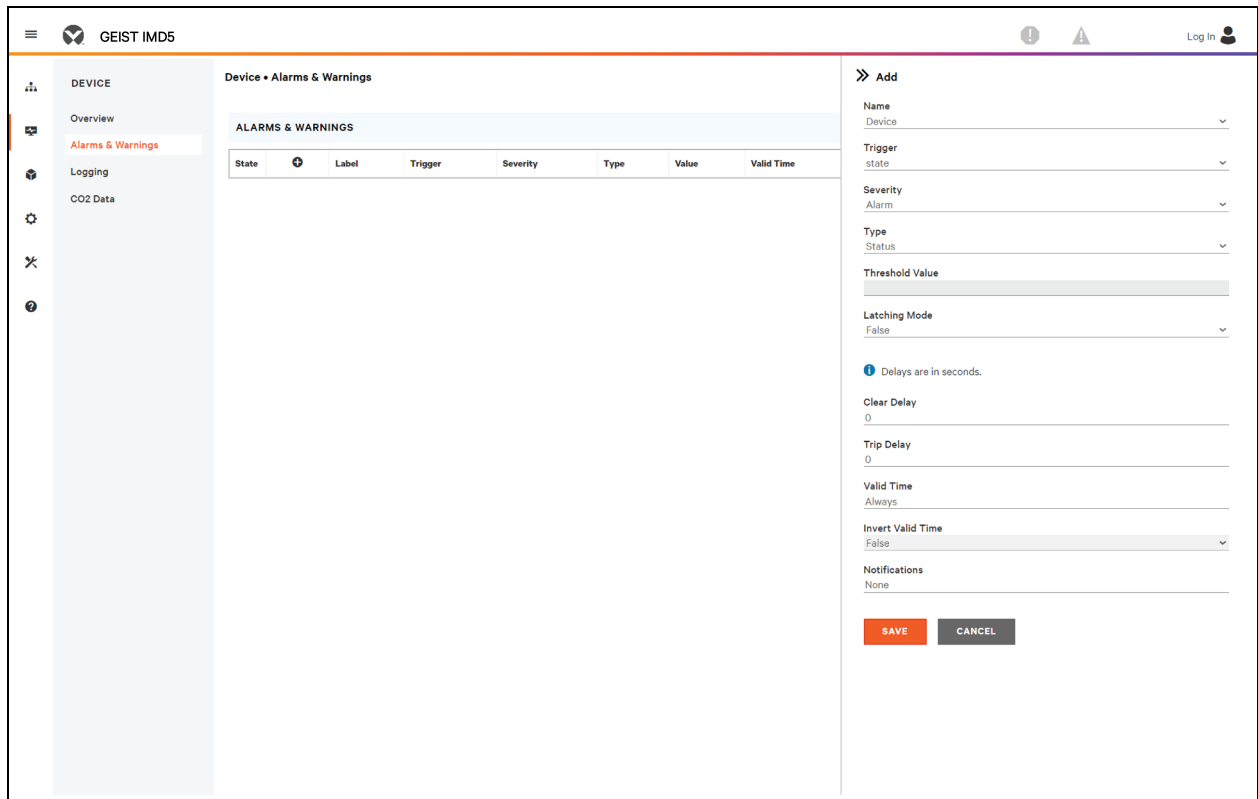 GEIST IMD5
Log In
DEVICE
Overview
Alarms & Warnings
Logging
CO2 Data
Device • Alarms & Warnings
ALARMS & WARNINGS
State Label Trigger Severity Type Value Valid Time
Add
Name
Device
Trigger
state
Severity
Alarm
Type
Status
Threshold Value
Latching Mode
False
Delays are in seconds.
Clear Delay
0
Trip Delay
0
Valid Time
Always
Invert Valid Time
False
Notifications
None
SAVE CANCEL